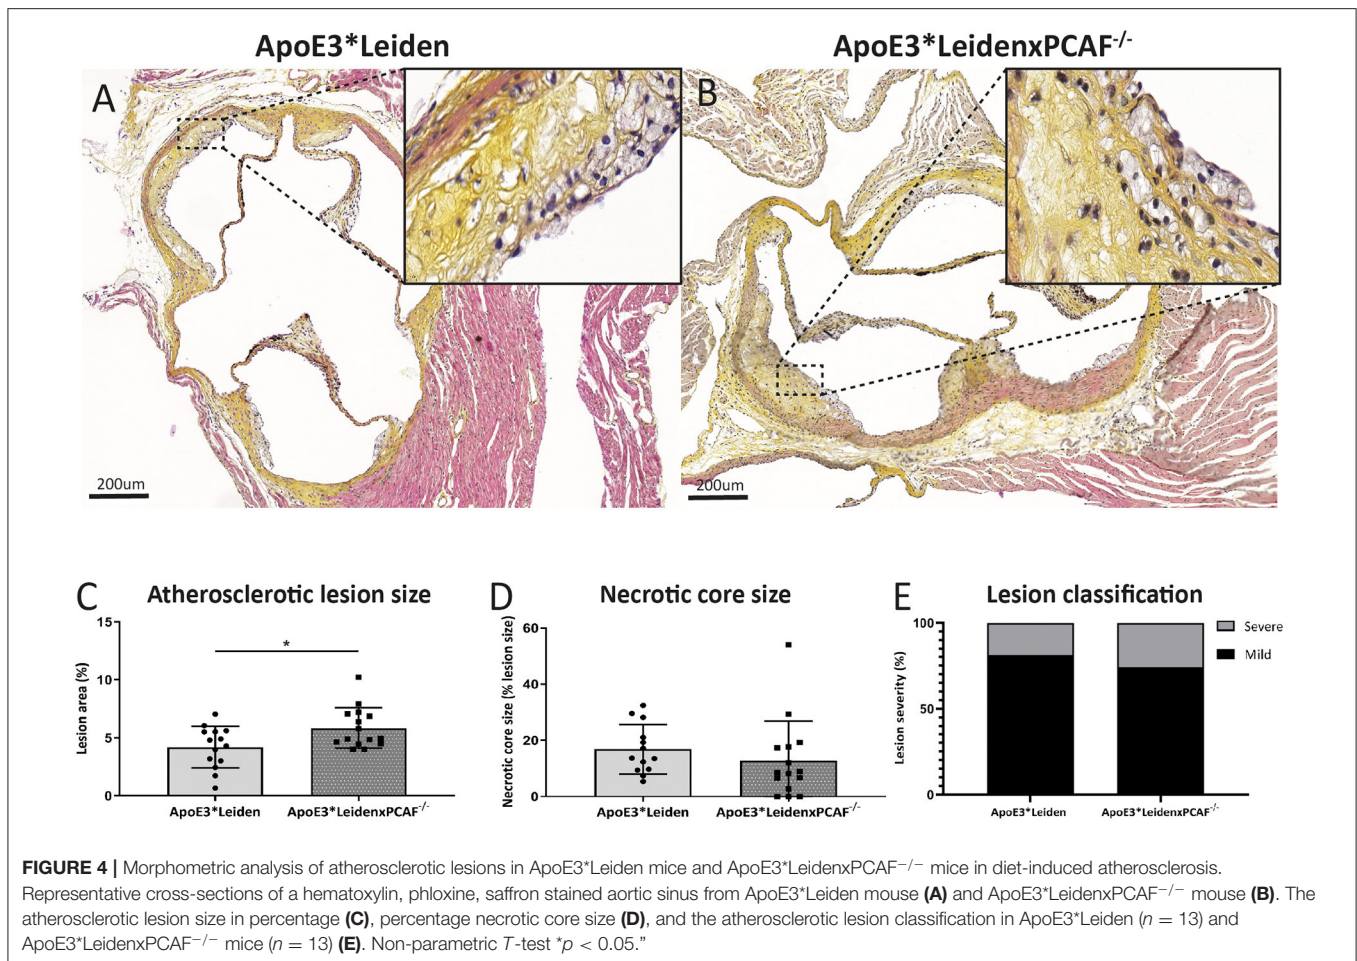 ApoE3*Leiden
ApoE3*LeidenxPCAF-/-
A
B
200um
200um
C
Atherosclerotic lesion size
15
10
5
0
Lesion area (%)
*
ApoE3*Leiden
ApoE3*LeidenxPCAF-/-
D
Necrotic core size
60
40
20
0
Necrotic core size (% lesion size)
ApoE3*Leiden
ApoE3*LeidenxPCAF-/-
E
Lesion classification
100
50
0
Lesion severity (%)
Severe
Mild
ApoE3*Leiden
ApoE3*LeidenxPCAF-/-
FIGURE 4 | Morphometric analysis of atherosclerotic lesions in ApoE3*Leiden mice and ApoE3*LeidenxPCAF−/− mice in diet-induced atherosclerosis.
Representative cross-sections of a hematoxylin, phloxine, saffron stained aortic sinus from ApoE3*Leiden mouse (A) and ApoE3*LeidenxPCAF−/− mouse (B). The
atherosclerotic lesion size in percentage (C), percentage necrotic core size (D), and the atherosclerotic lesion classification in ApoE3*Leiden (n = 13) and
ApoE3*LeidenxPCAF−/− mice (n = 13) (E). Non-parametric T-test *p < 0.05.”